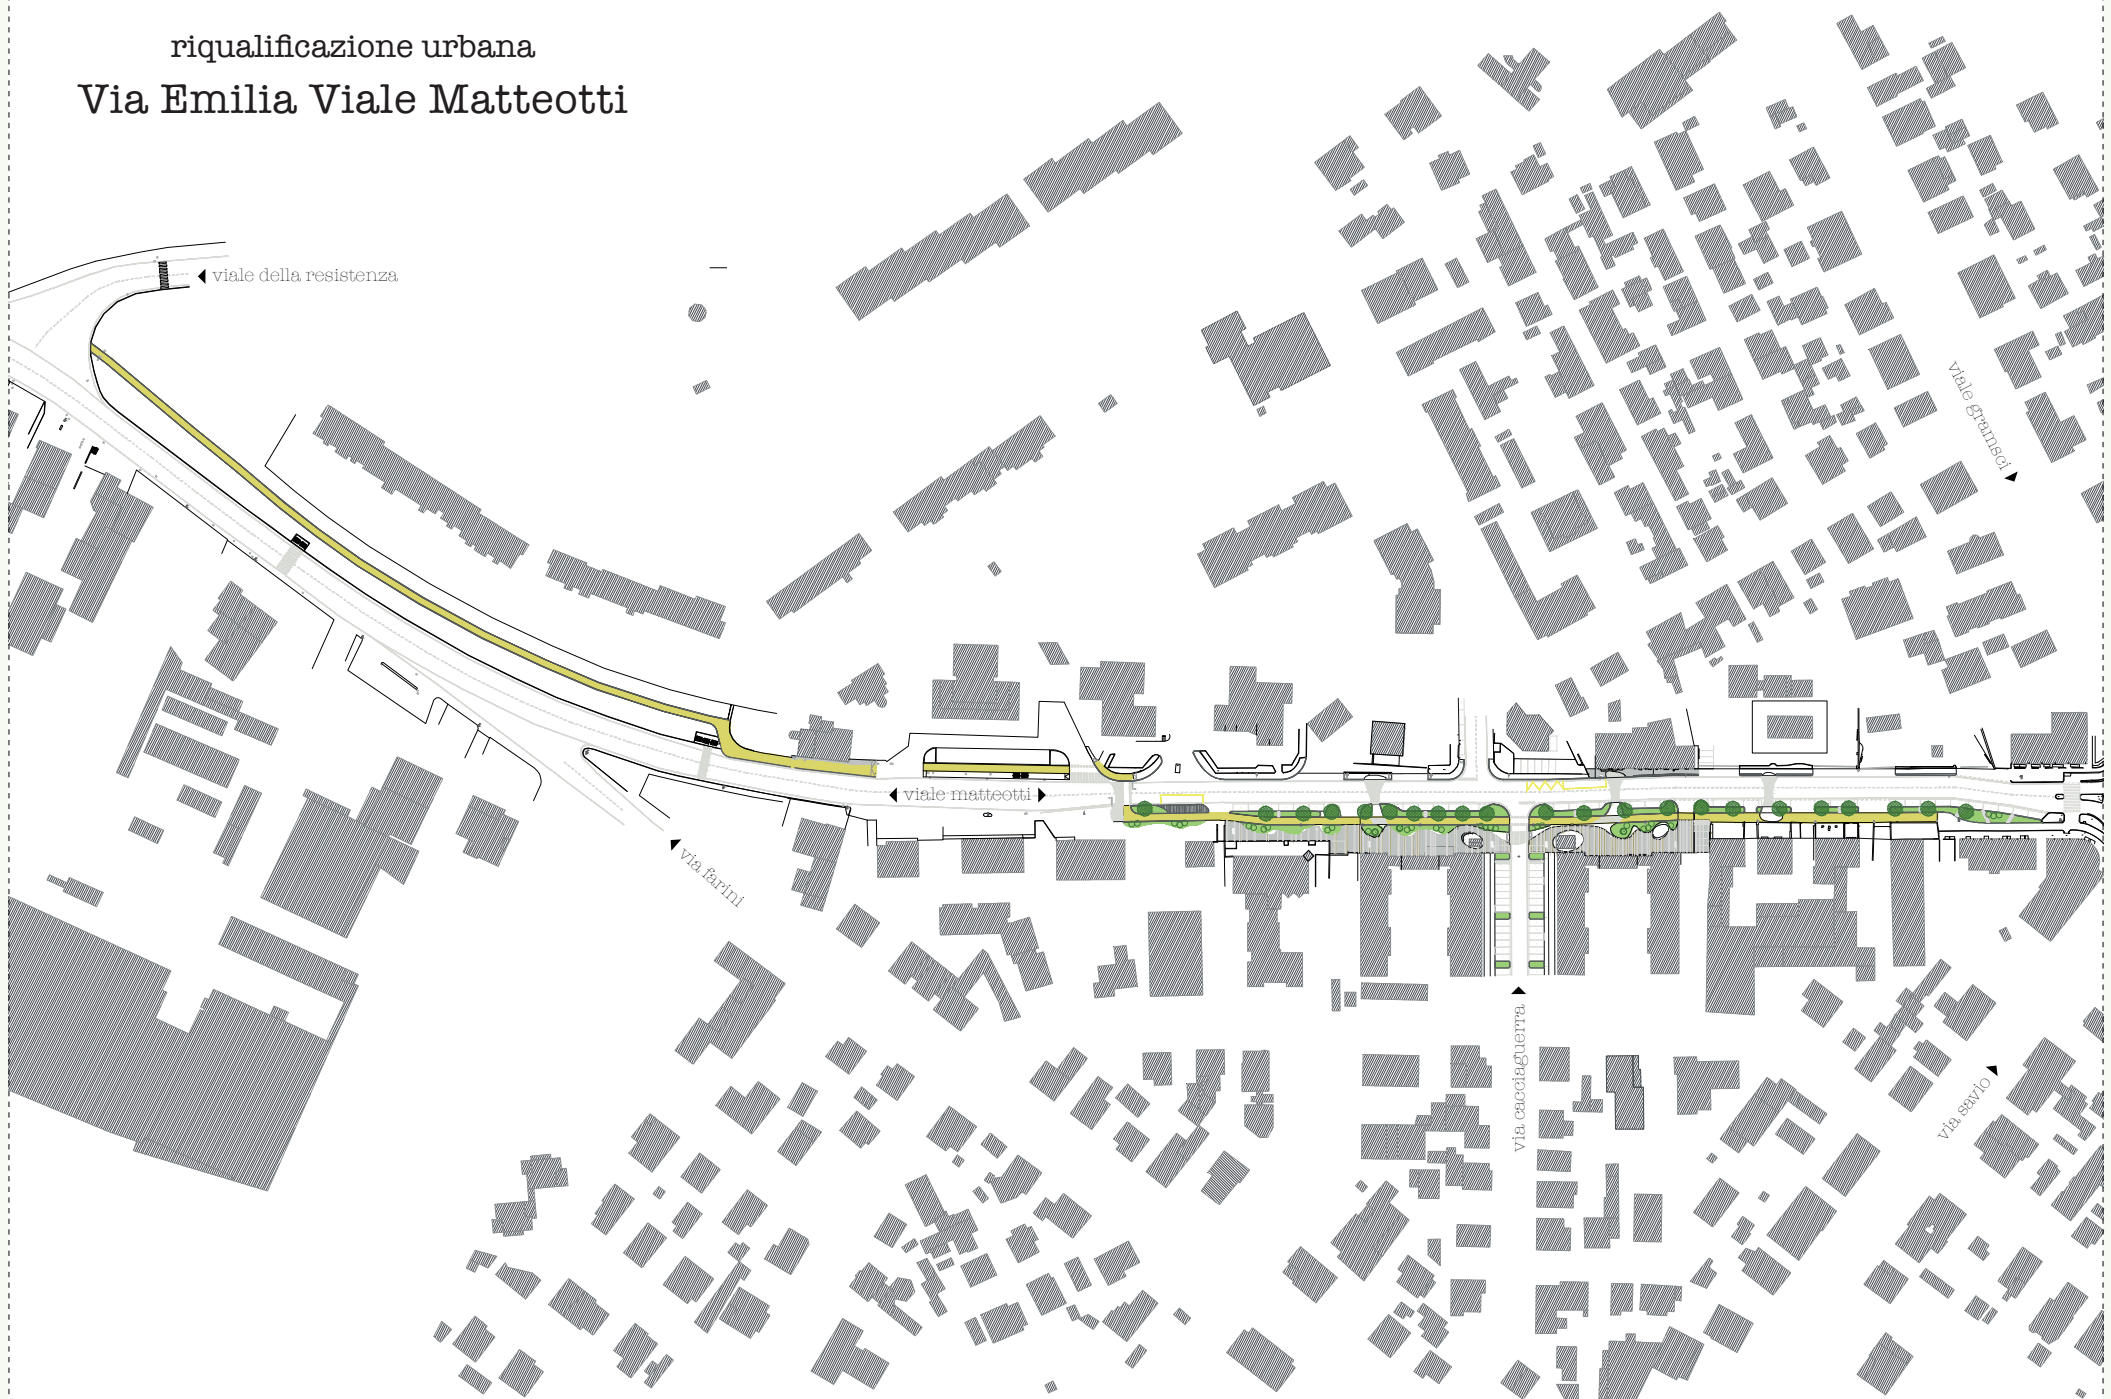 riqualificazione urbana
Via Emilia Viale Matteotti
viale della resistenza
viale gramsci
viale matteotti
via farini
via cacciaguerra
via savio